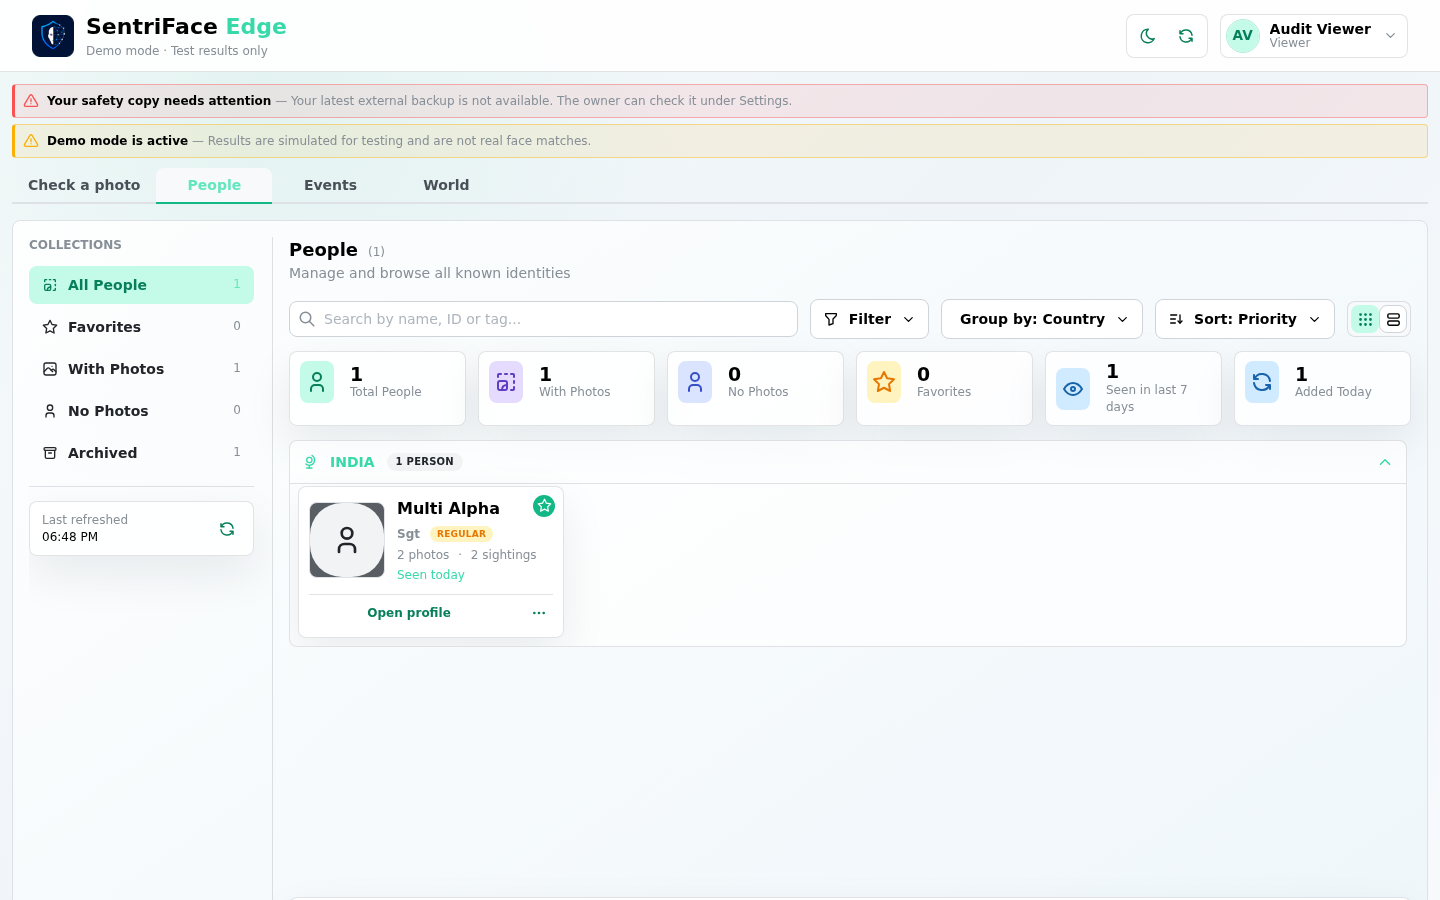 SentriFace Edge
Demo mode · Test results only
AV
Audit Viewer
Viewer
Your safety copy needs attention — Your latest external backup is not available. The owner can check it under Settings.
Demo mode is active — Results are simulated for testing and are not real face matches.
Check a photo
People
Events
World
COLLECTIONS
All People 1
Favorites 0
With Photos 1
No Photos 0
Archived 1
Last refreshed
06:48 PM
People (1)
Manage and browse all known identities
Search by name, ID or tag...
Filter
Group by: Country
Sort: Priority
1
Total People
1
With Photos
0
No Photos
0
Favorites
1
Seen in last 7
days
1
Added Today
INDIA 1 PERSON
Multi Alpha
Sgt REGULAR
2 photos · 2 sightings
Seen today
Open profile